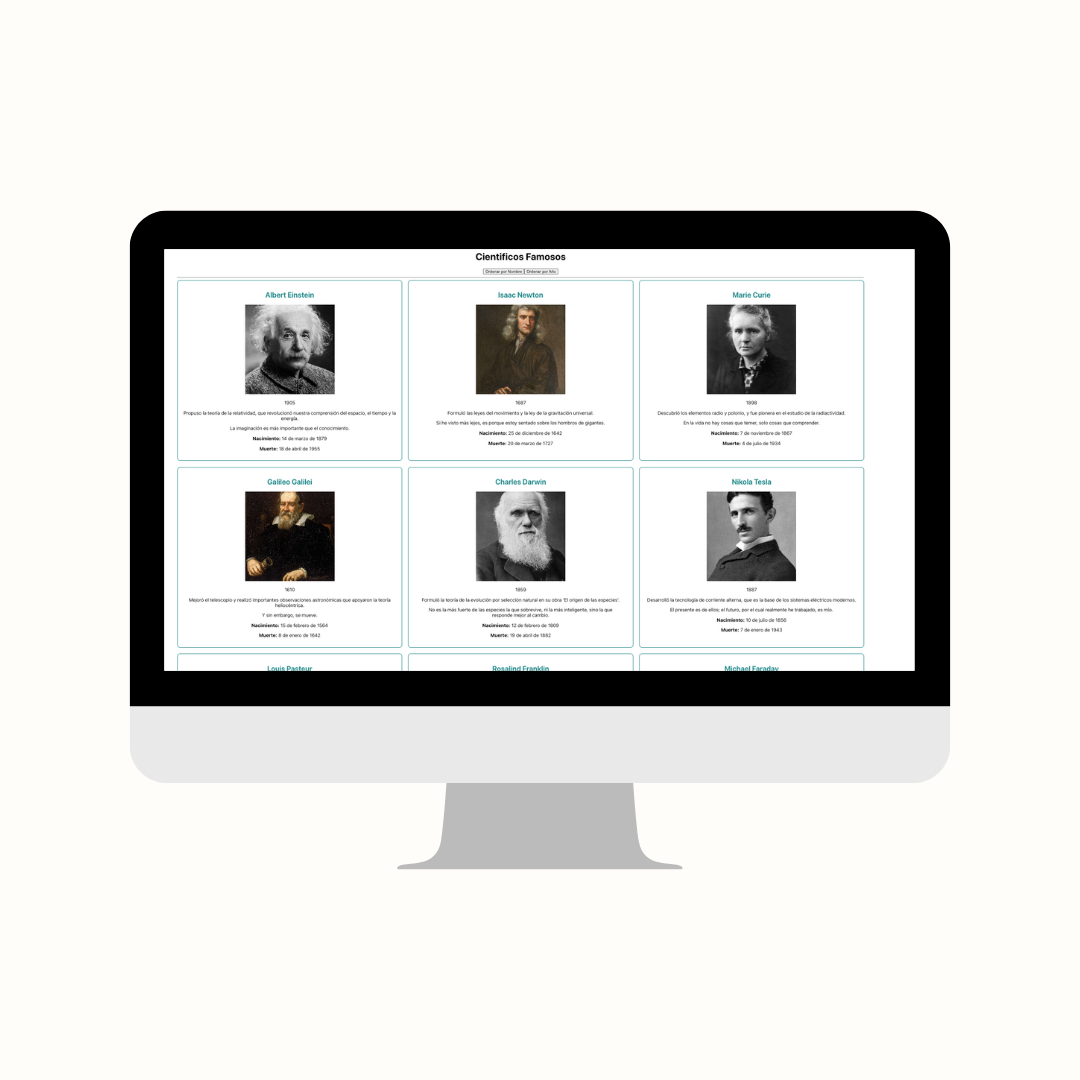 Científicos Famosos
Ordenar por Nombre Ordenar por Año
Albert Einstein
1905
Propuso la teoría de la relatividad, que revolucionó nuestra comprensión del espacio, el tiempo y la
energía.
La imaginación es más importante que el conocimiento.
Nacimiento: 14 de marzo de 1879
Muerte: 18 de abril de 1955
Isaac Newton
1687
Formuló las leyes del movimiento y la ley de la gravitación universal.
Si he visto más lejos, es porque estoy sentado sobre los hombros de gigantes.
Nacimiento: 25 de diciembre de 1642
Muerte: 20 de marzo de 1727
Marie Curie
1898
Descubrió los elementos radio y polonio, y fue pionera en el estudio de la radiactividad.
En la vida no hay cosas que temer, solo cosas que comprender.
Nacimiento: 7 de noviembre de 1867
Muerte: 4 de julio de 1934
Galileo Galilei
1610
Mejoró el telescopio y realizó importantes observaciones astronómicas que apoyaron la teoría
heliocéntrica.
Y sin embargo, se mueve.
Nacimiento: 15 de febrero de 1564
Muerte: 8 de enero de 1642
Charles Darwin
1859
Formuló la teoría de la evolución por selección natural en su obra 'El origen de las especies'.
No es la más fuerte de las especies la que sobrevive, ni la más inteligente, sino la que
responde mejor al cambio.
Nacimiento: 12 de febrero de 1809
Muerte: 19 de abril de 1882
Nikola Tesla
1887
Desarrolló la tecnología de corriente alterna, que es la base de los sistemas eléctricos modernos.
El presente es de ellos; el futuro, por el cual realmente he trabajado, es mío.
Nacimiento: 10 de julio de 1856
Muerte: 7 de enero de 1943
Louis Pasteur
Rosalind Franklin
Michael Faraday